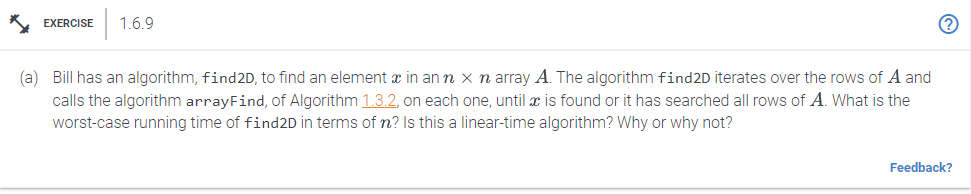 EXERCISE 1.6.9
(a) Bill has an algorithm, find2D, to find an element x in an n × n array A. The algorithm find2D iterates over the rows of A and
calls the algorithm arrayFind, of Algorithm 1.3.2, on each one, until x is found or it has searched all rows of A. What is the
worst-case running time of find2D in terms of n? Is this a linear-time algorithm? Why or why not?
Feedback?